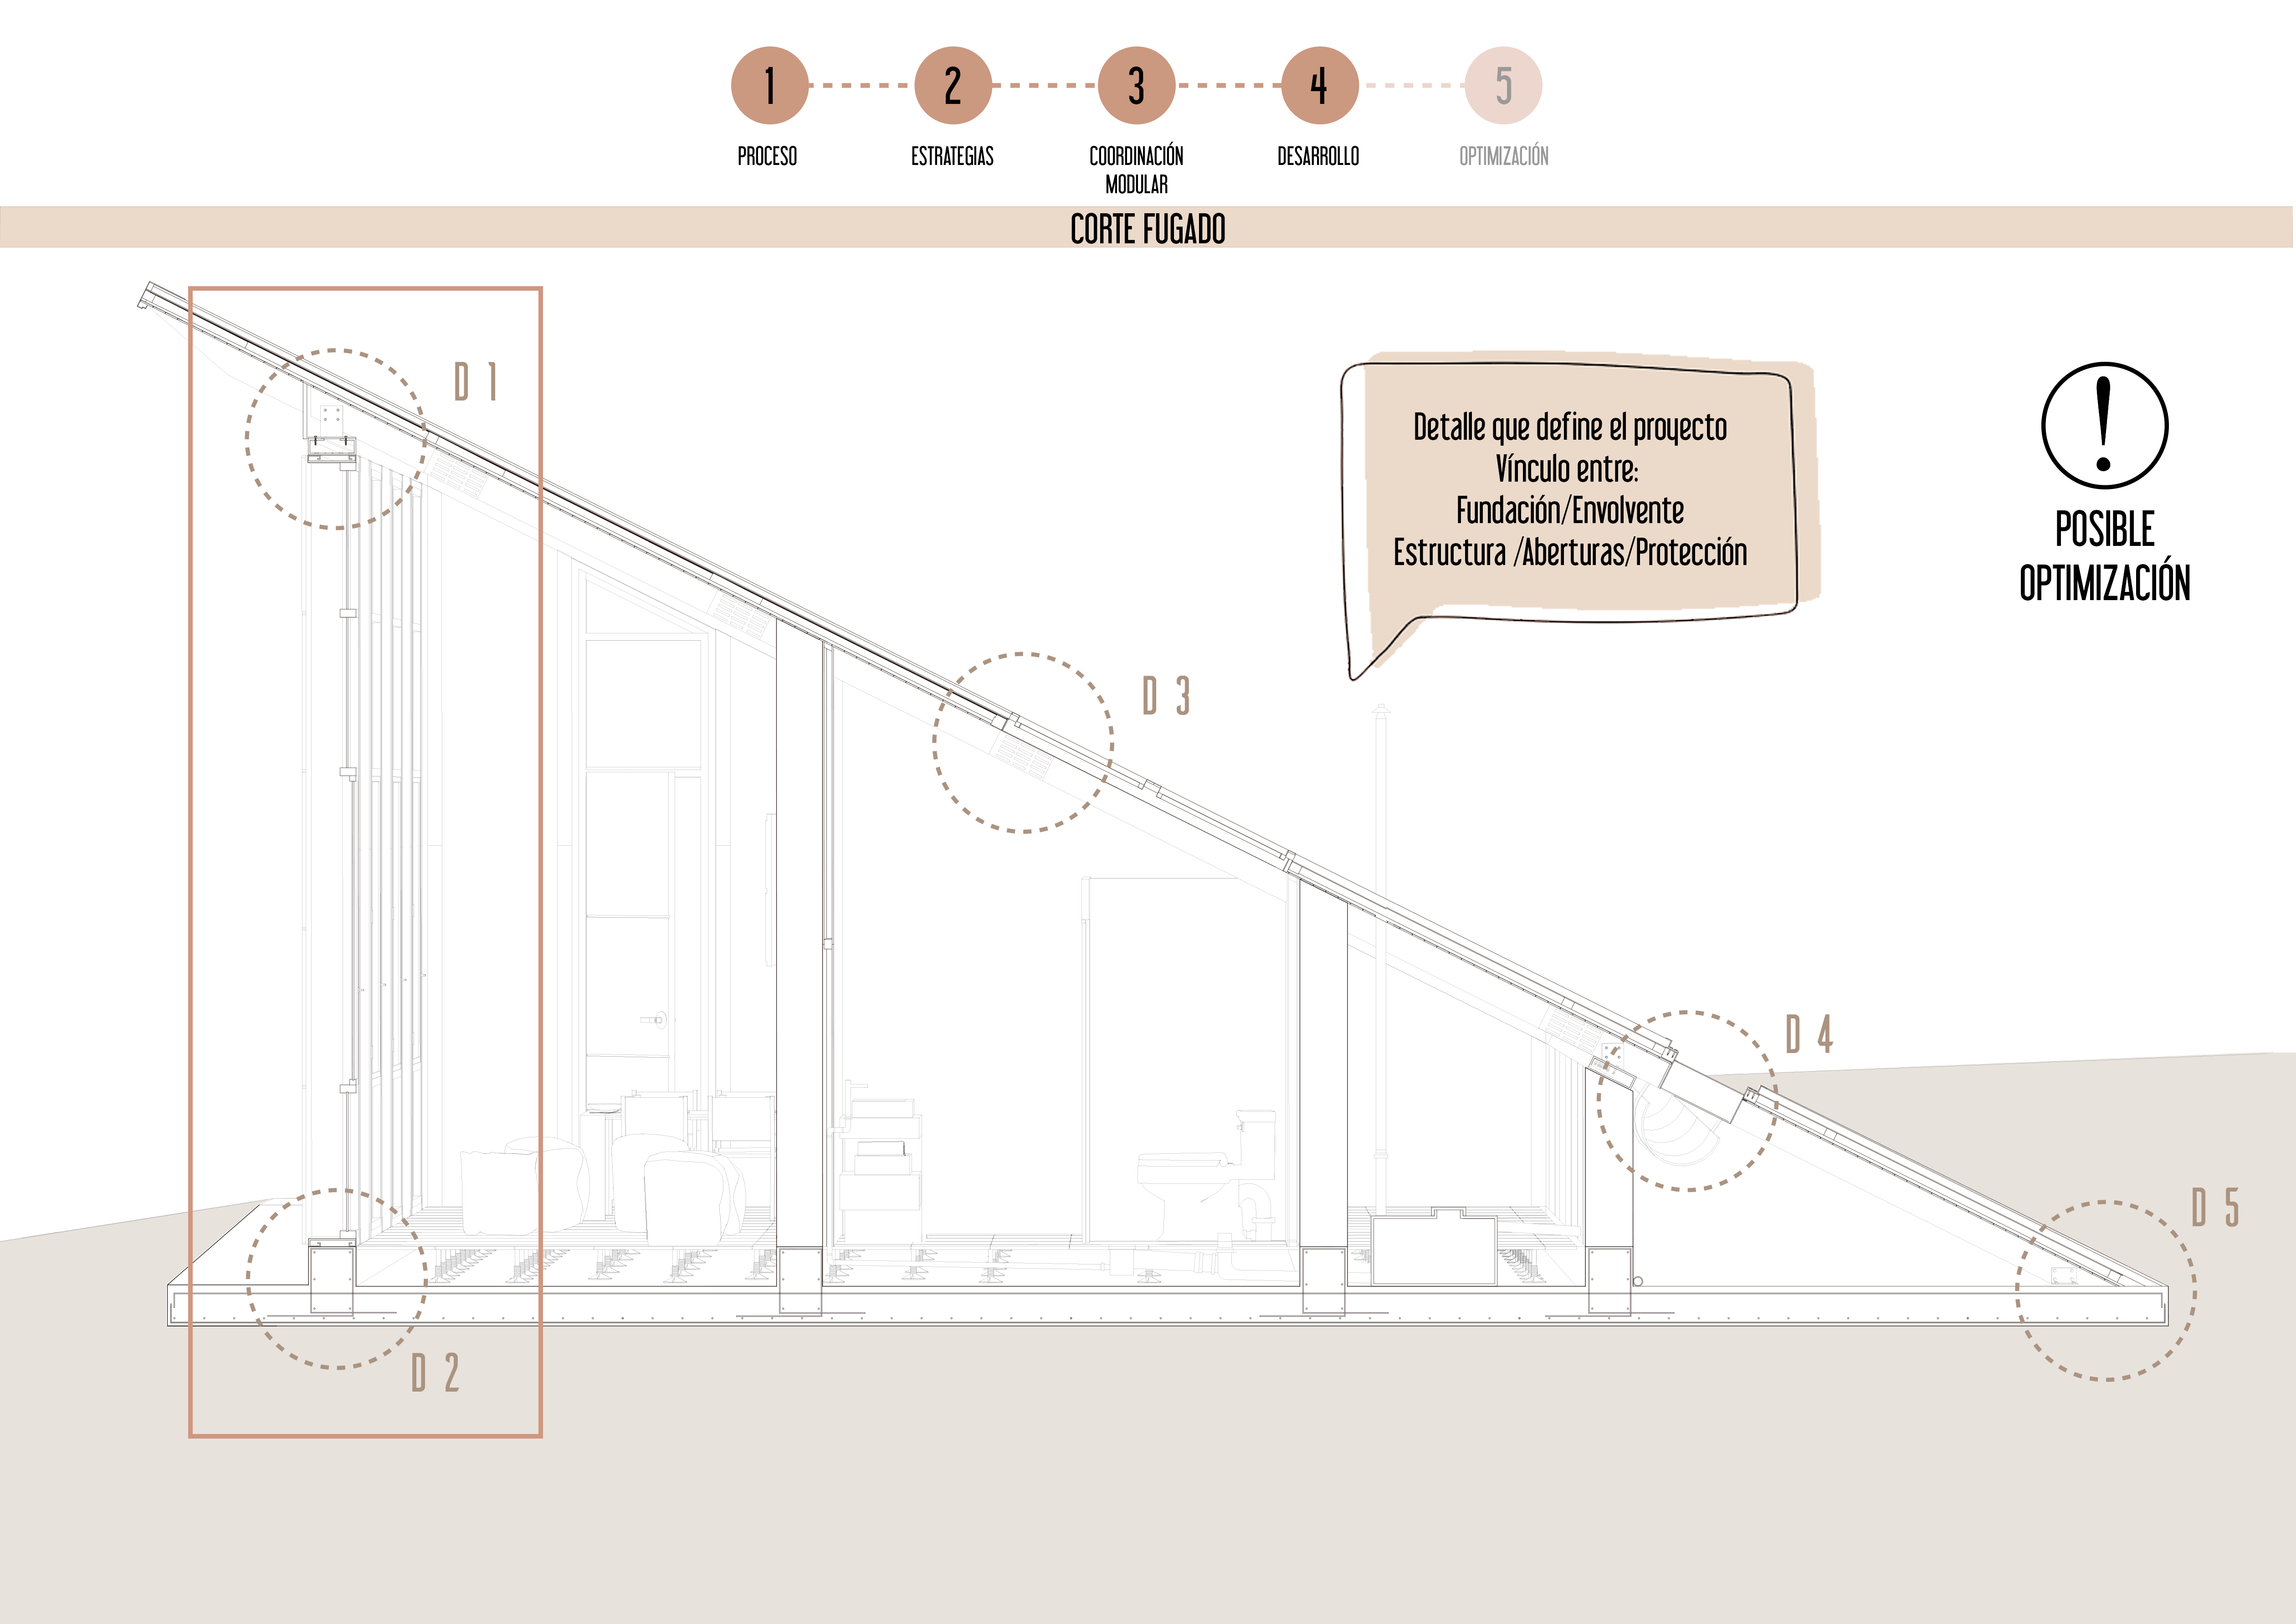 1
2
3
4
5
PROCESO
ESTRATEGIAS
COORDINACIÓN
MODULAR
DESARROLLO
OPTIMIZACIÓN
CORTE FUGADO
D 1
Detalle que define el proyecto
Vínculo entre:
Fundación/Envolvente
Estructura /Aberturas/Protección
!
POSIBLE
OPTIMIZACIÓN
D 3
D 4
D 5
D 2